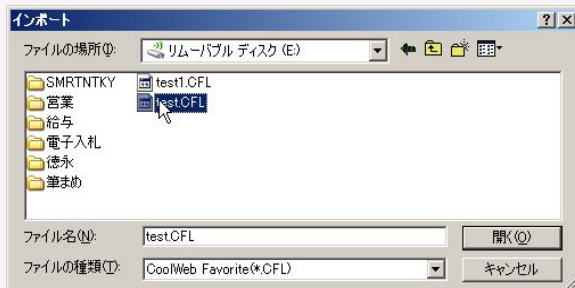 インポート
ファイルの場所(I):
リムーバブル ディスク (E:)
SMRTNTKY
営業
給与
電子入札
徳永
筆まめ
test1.CFL
test.CFL
ファイル名(N):
test.CFL
開く(O)
ファイルの種類(T):
CoolWeb Favorite(*.CFL)
キャンセル